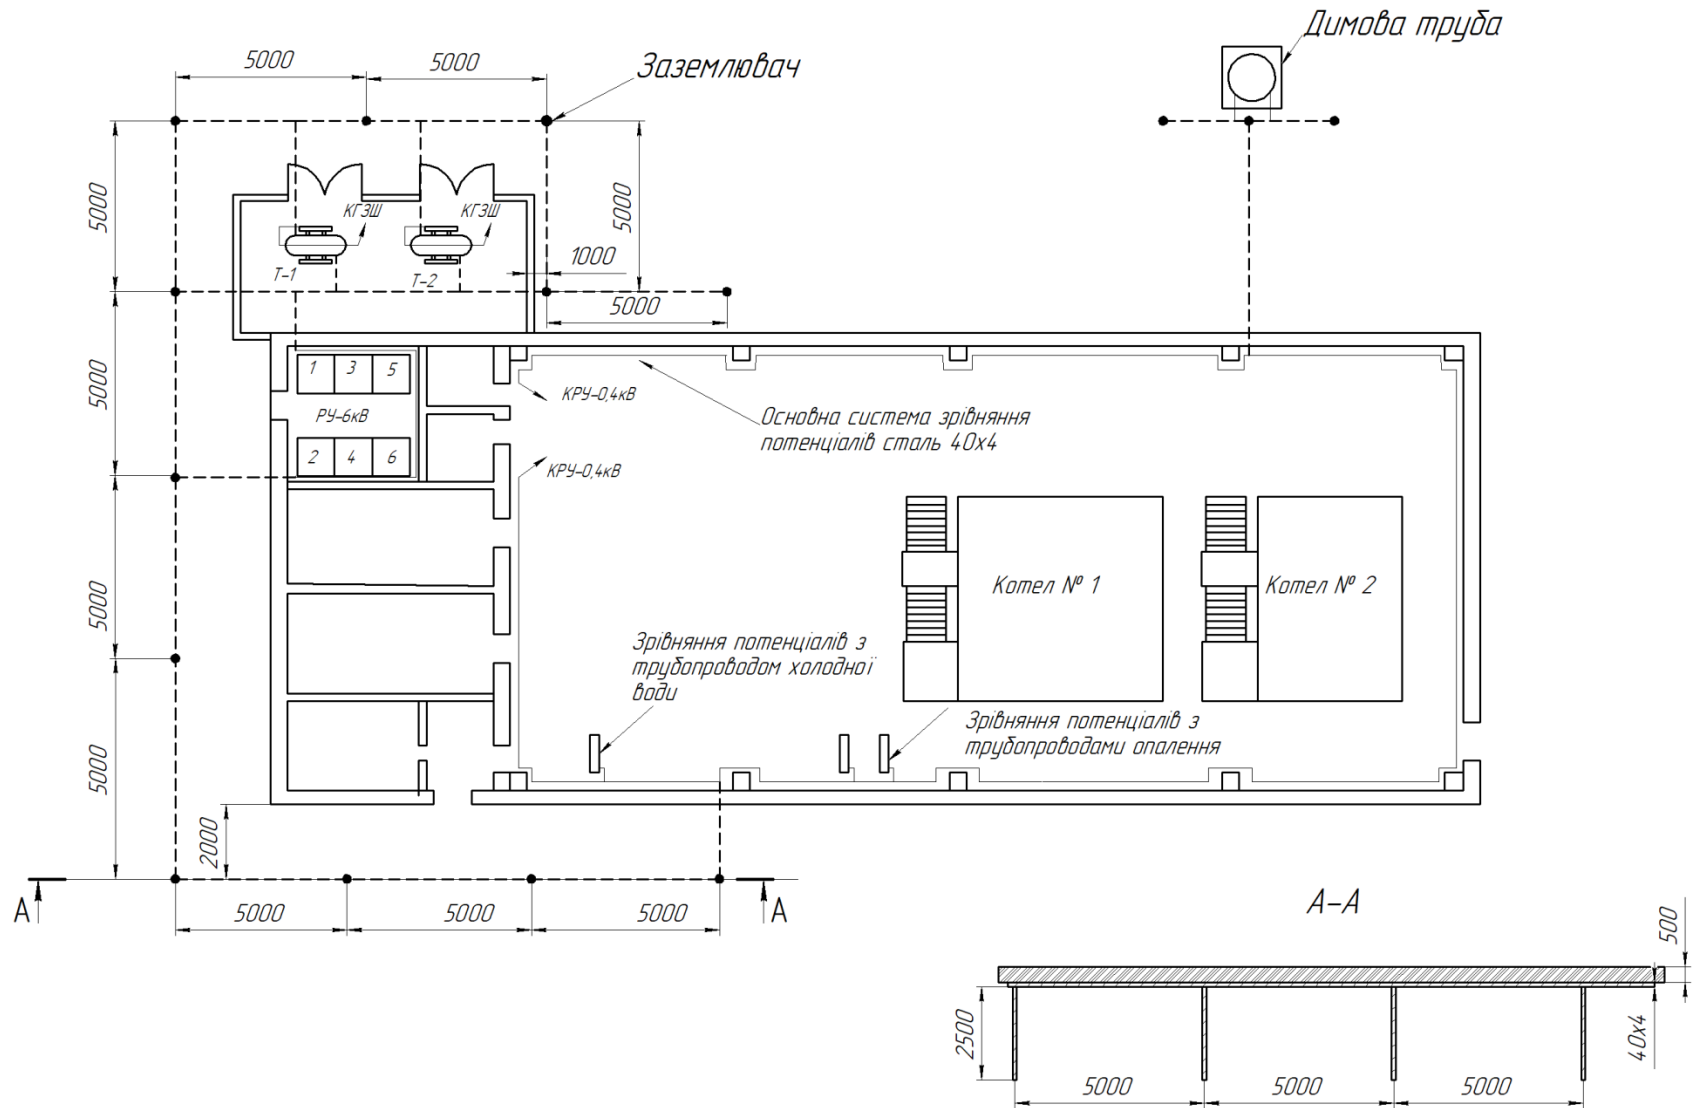 Димова труба
5000
5000
Заземлювач
5000
5000
КГЗШ
КГЗШ
1000
Т-1
Т-2
5000
1
3
5
КРУ-0,4кВ
РУ-6кВ
5000
Основна система зрівняння
потенціалів сталь 40х4
2
4
6
КРУ-0,4кВ
5000
Котел № 1
Котел № 2
Зрівняння потенціалів з
трубопроводом холодної
води
Зрівняння потенціалів з
трубопроводами опалення
5000
2000
А
А
5000
5000
5000
А-А
500
2500
40х4
5000
5000
5000